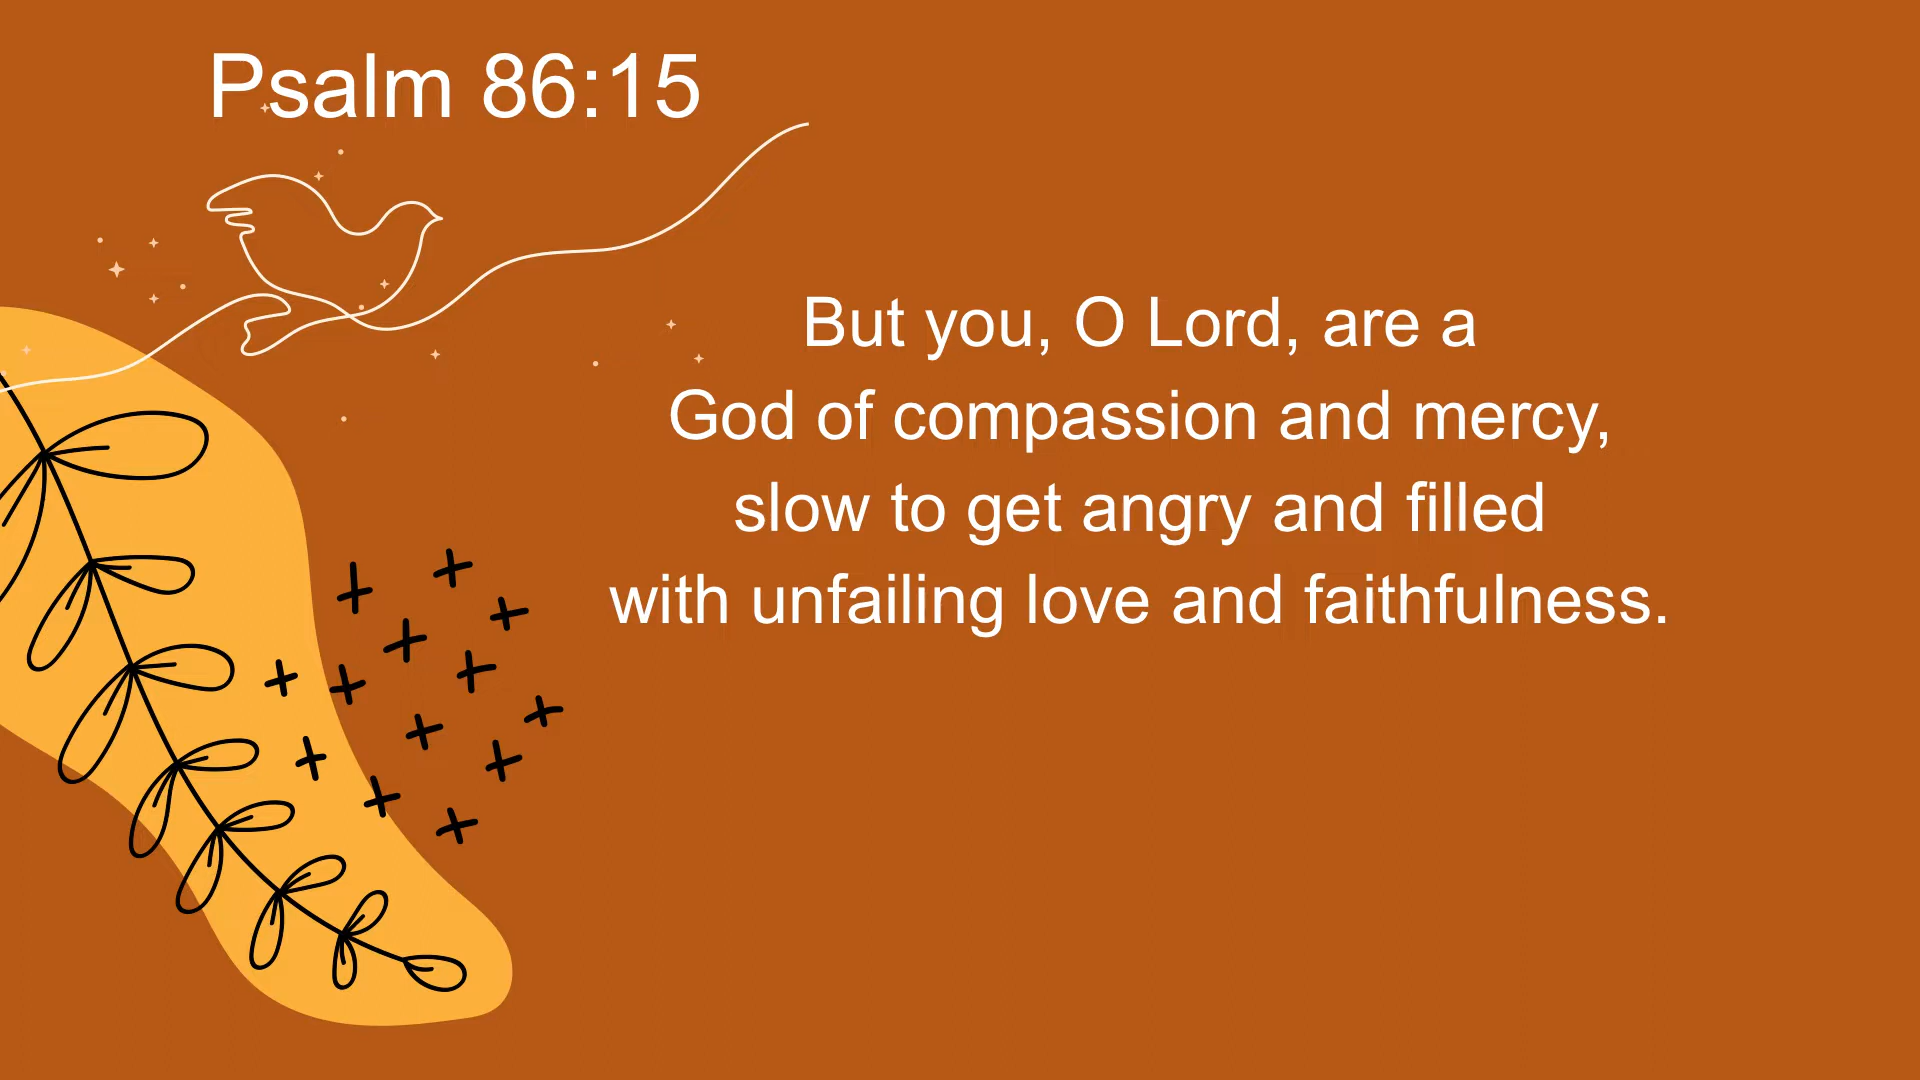 Psalm 86:15
But you, O Lord, are a
God of compassion and mercy,
slow to get angry and filled
with unfailing love and faithfulness.